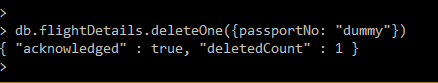 >
> db.flightDetails.deleteOne({passportNo: "dummy"})
{ "acknowledged" : true, "deletedCount" : 1 }
>